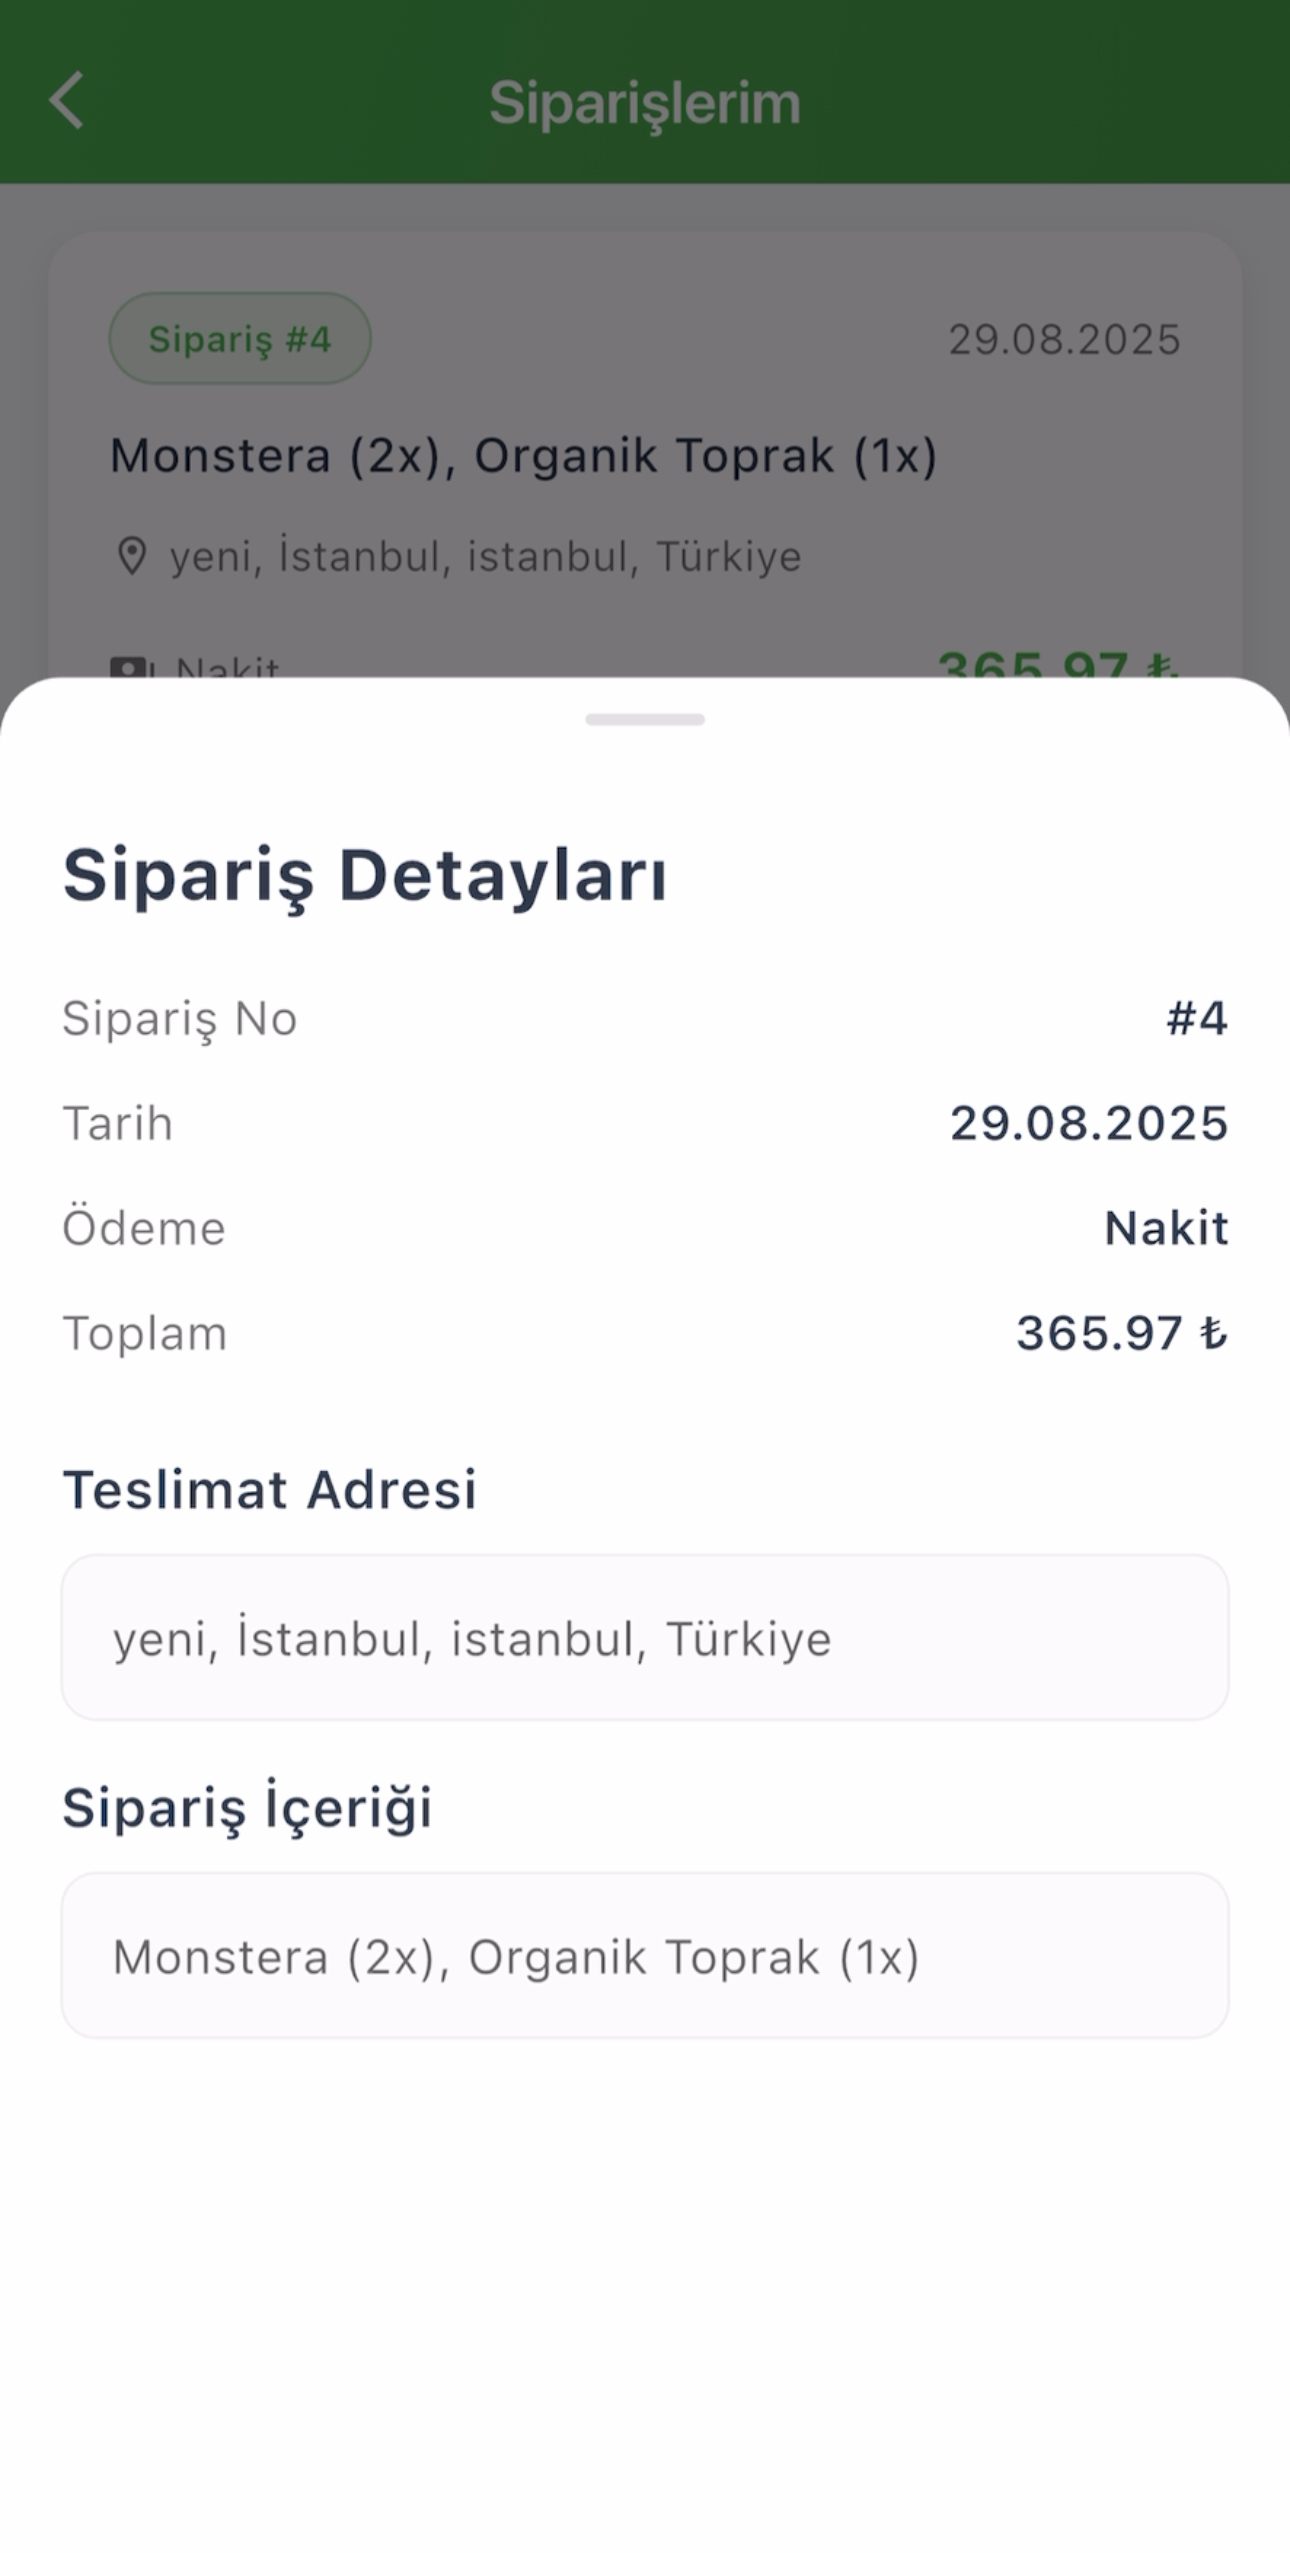 Siparişlerim
Sipariş #4
29.08.2025
Monstera (2x), Organik Toprak (1x)
yeni, İstanbul, istanbul, Türkiye
Nakit
365.97 ₺
Sipariş Detayları
Sipariş No
#4
Tarih
29.08.2025
Ödeme
Nakit
Toplam
365.97 ₺
Teslimat Adresi
yeni, İstanbul, istanbul, Türkiye
Sipariş İçeriği
Monstera (2x), Organik Toprak (1x)